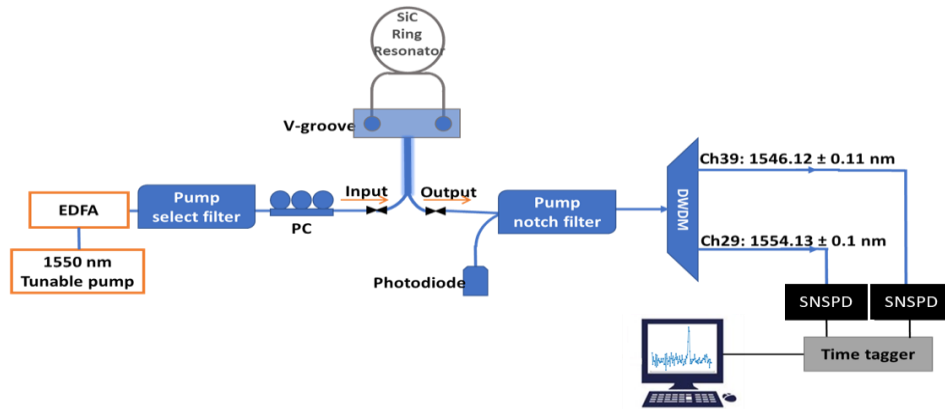 SiC
Ring
Resonator
V-groove
Ch39: 1546.12 ± 0.11 nm
Input
Output
Pump
select filter
EDFA
PC
Pump
notch filter
DWDM
Ch29: 1554.13 ± 0.1 nm
1550 nm
Tunable pump
Photodiode
SNSPD
SNSPD
Time tagger